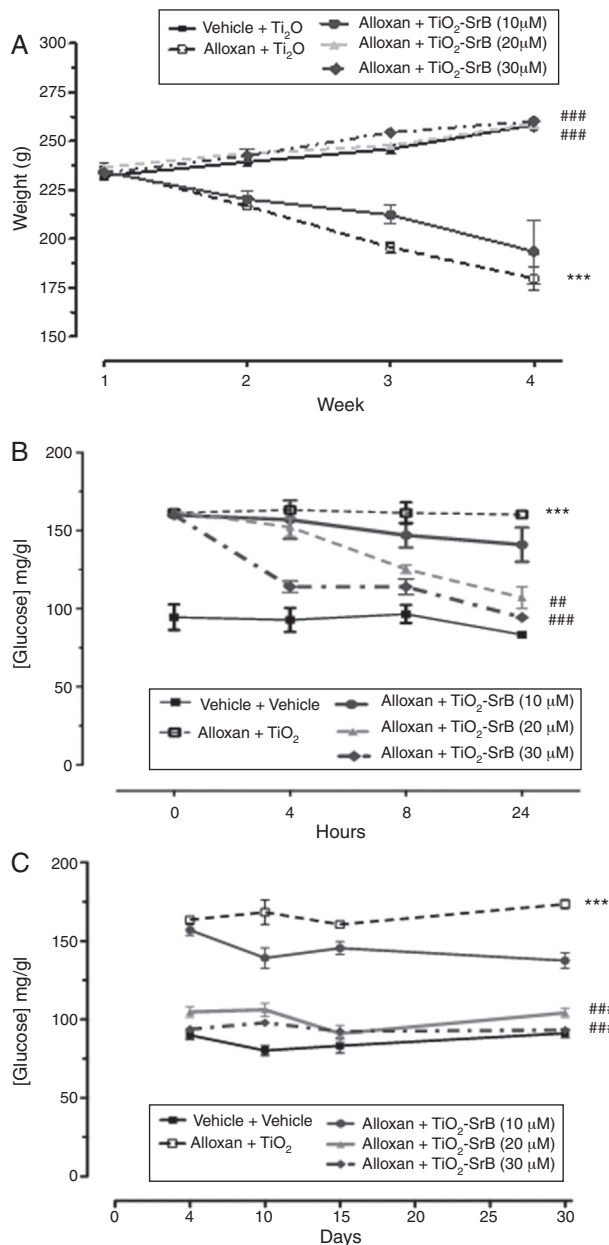 A
Vehicle + Ti2O
Alloxan + Ti2O
Alloxan + TiO2-SrB (10μM)
Alloxan + TiO2-SrB (20μM)
Alloxan + TiO2-SrB (30μM)
300
275
250
225
200
175
150
Weight (g)
###
###
***
1 2 3 4
Week
B
200
150
100
50
0
[Glucose] mg/gl
***
##
###
Vehicle + Vehicle
Alloxan + TiO2
Alloxan + TiO2-SrB (10 μM)
Alloxan + TiO2-SrB (20 μM)
Alloxan + TiO2-SrB (30 μM)
0 4 8 24
Hours
C
200
150
100
50
0
[Glucose] mg/gl
***
###
###
Vehicle + Vehicle
Alloxan + TiO2
Alloxan + TiO2-SrB (10 μM)
Alloxan + TiO2-SrB (20 μM)
Alloxan + TiO2-SrB (30 μM)
0 4 10 15 20 25 30
Days